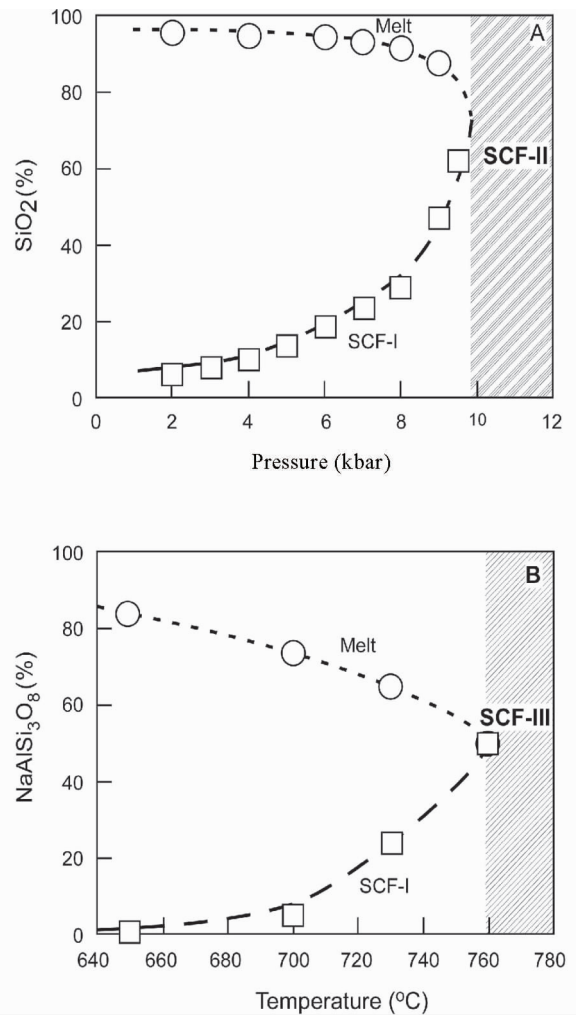 100
80
60
40
20
0
SiO2 (%)
A
Melt
SCF-II
SCF-I
0 2 4 6 8 10 12
Pressure (kbar)
100
80
60
40
20
0
NaAlSi3O8 (%)
B
Melt
SCF-III
SCF-I
640 660 680 700 720 740 760 780
Temperature (ºC)